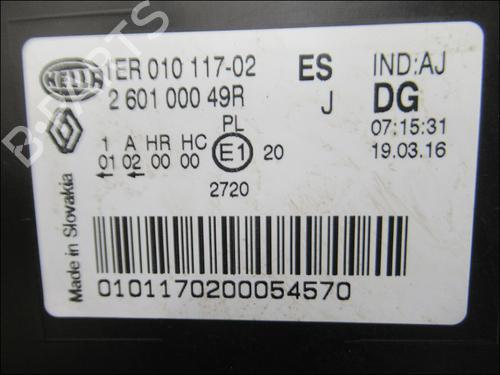 HELLA 1ER 010 117-02 ES IND:AJ
2 601 000 49R J DG
PL 07:15:31
1 A HR HC E1 20 19.03.16
01 02 00 00
2720
Made in Slovakia
0101170200054570
B-PARTS